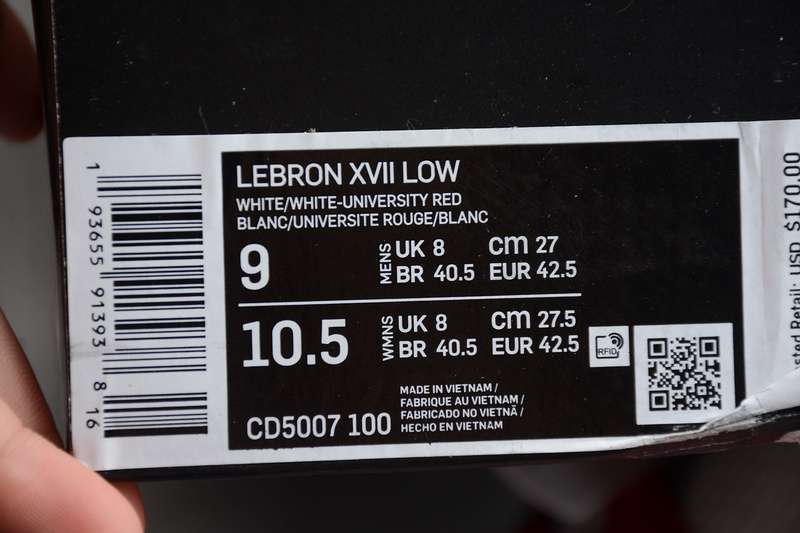 LEBRON XVII LOW
WHITE/WHITE-UNIVERSITY RED
BLANC/UNIVERSITE ROUGE/BLANC
9 MENS UK 8 cm 27
BR 40.5 EUR 42.5
10.5 WMNS UK 8 cm 27.5
BR 40.5 EUR 42.5
RFID
CD5007 100
MADE IN VIETNAM /
FABRIQUE AU VIETNAM /
FABRICADO NO VIETNÃ /
HECHO EN VIETNAM
1 93655 91393 8 16
sted Retail: USD $170.00